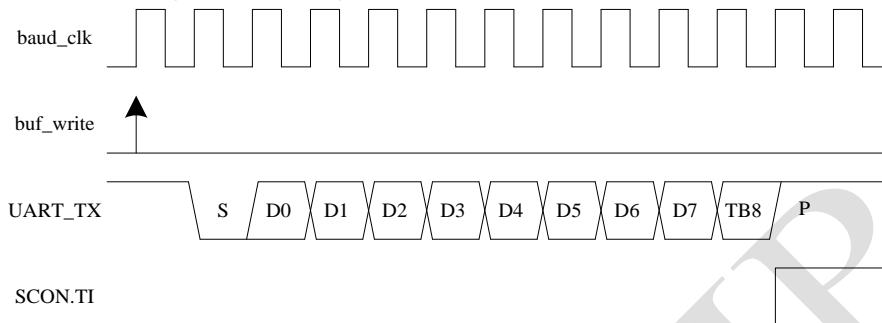 baud_clk
buf_write
UART_TX S D0 D1 D2 D3 D4 D5 D6 D7 TB8 P
SCON.TI